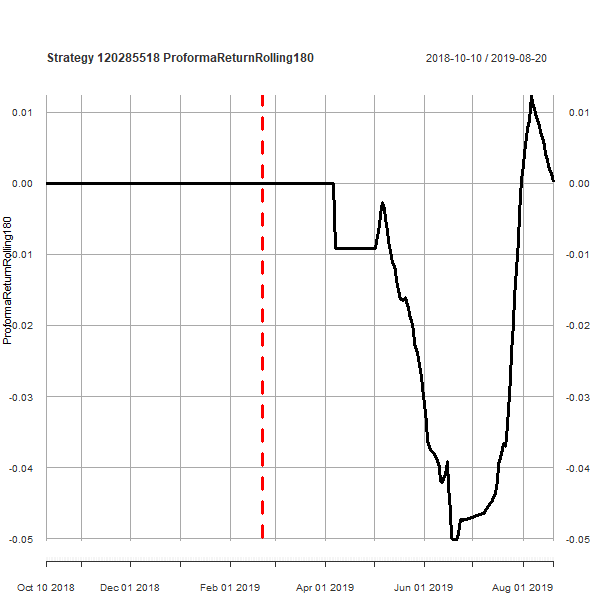 Strategy 120285518 ProformaReturnRolling180
2018-10-10 / 2019-08-20
0.01 0.01
0.00 0.00
-0.01 -0.01
-0.02 -0.02
-0.03 -0.03
-0.04 -0.04
-0.05 -0.05
ProformaReturnRolling180
Oct 10 2018 Dec 01 2018 Feb 01 2019 Apr 01 2019 Jun 01 2019 Aug 01 2019